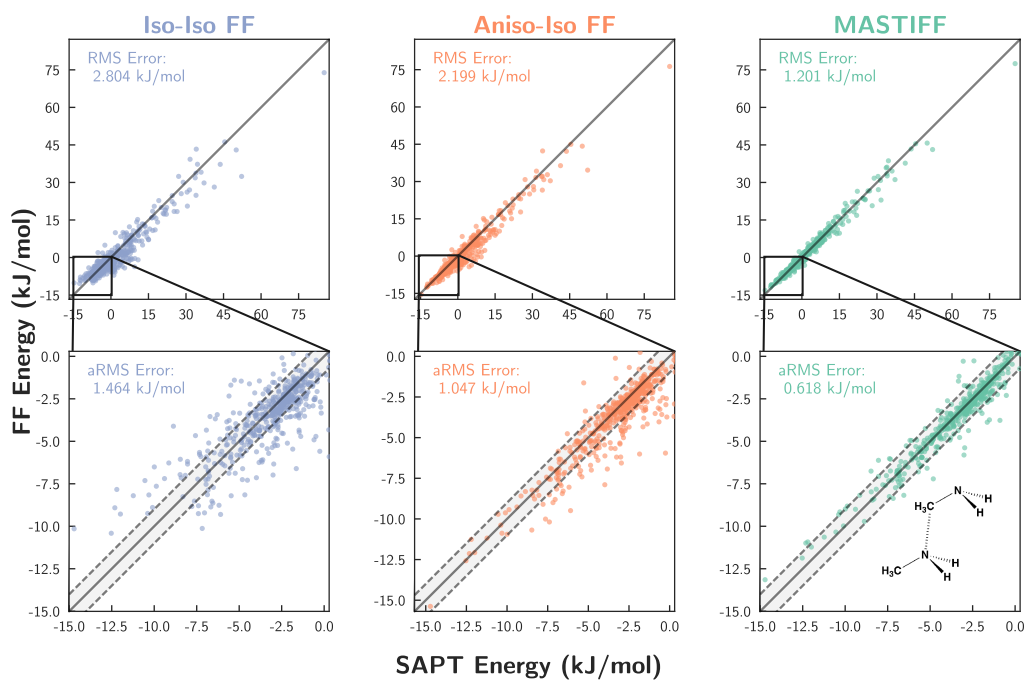 Iso-Iso FF
Aniso-Iso FF
MASTIFF
RMS Error:
2.804 kJ/mol
RMS Error:
2.199 kJ/mol
RMS Error:
1.201 kJ/mol
75
60
45
30
15
0
-15
75
60
45
30
15
0
-15
75
60
45
30
15
0
-15
-15 0 15 30 45 60 75
-15 0 15 30 45 60 75
-15 0 15 30 45 60 75
FF Energy (kJ/mol)
aRMS Error:
1.464 kJ/mol
aRMS Error:
1.047 kJ/mol
aRMS Error:
0.618 kJ/mol
0.0
-2.5
-5.0
-7.5
-10.0
-12.5
-15.0
0.0
-2.5
-5.0
-7.5
-10.0
-12.5
-15.0
0.0
-2.5
-5.0
-7.5
-10.0
-12.5
-15.0
N
H
H₃C
H
N
H
H₃C
H
-15.0 -12.5 -10.0 -7.5 -5.0 -2.5 0.0
-15.0 -12.5 -10.0 -7.5 -5.0 -2.5 0.0
-15.0 -12.5 -10.0 -7.5 -5.0 -2.5 0.0
SAPT Energy (kJ/mol)